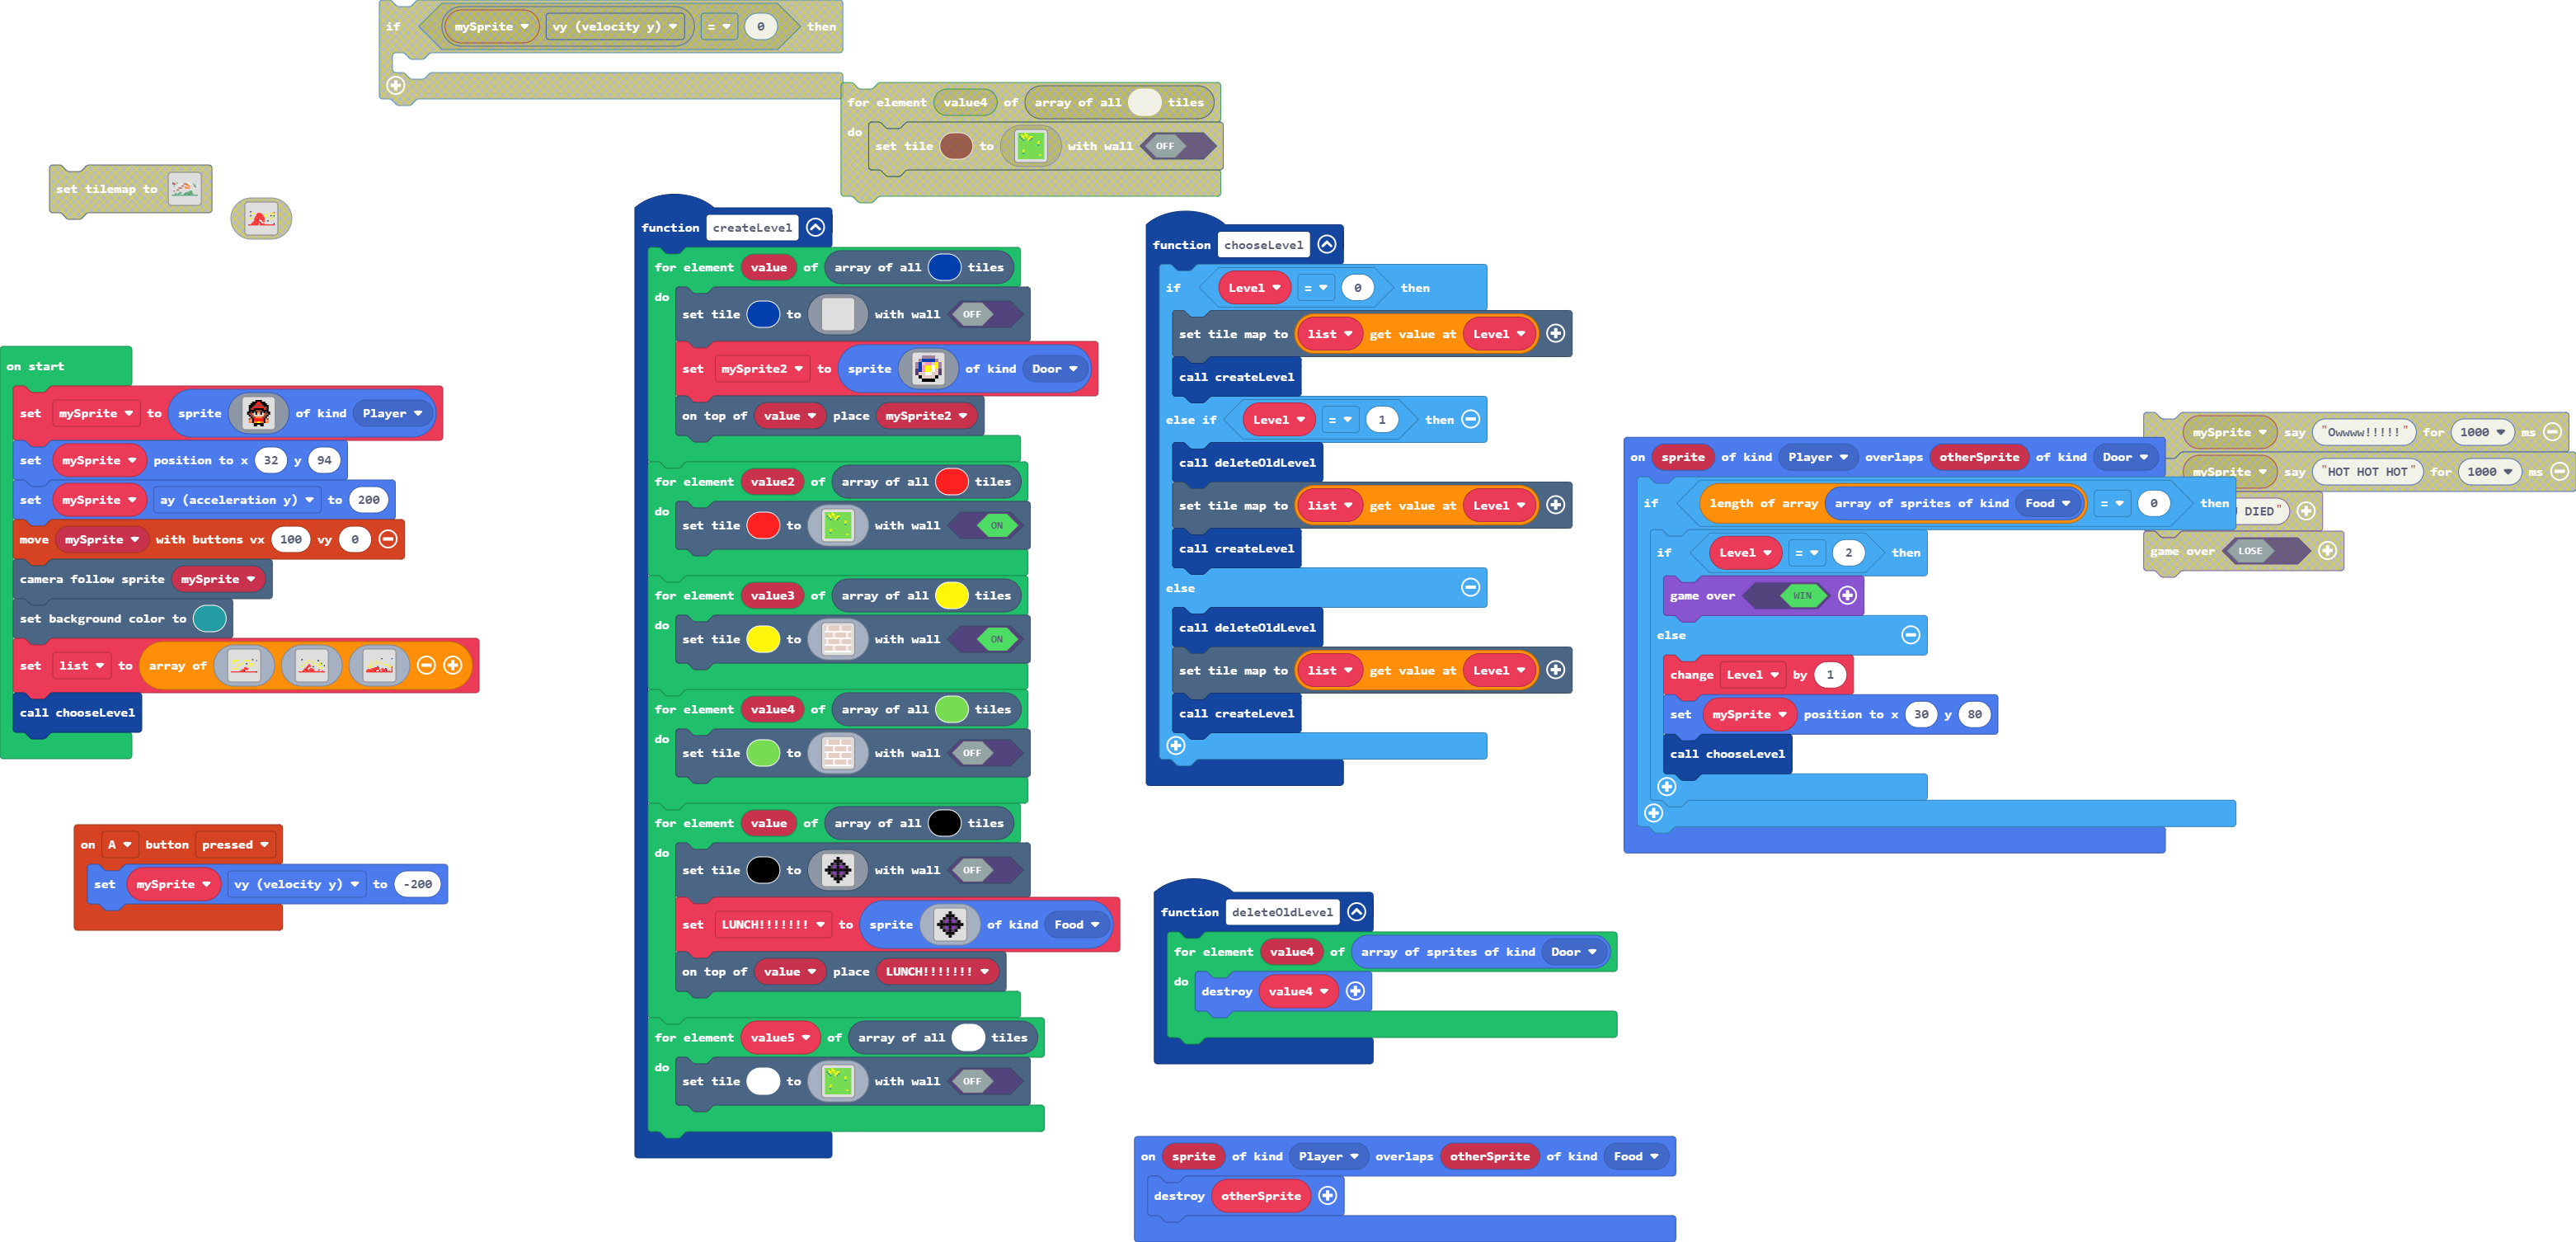 if mySprite vy (velocity y) = 0 then
for element value4 of array of all tiles
do
set tile to with wall OFF
set tilemap to
on start
set mySprite to sprite of kind Player
set mySprite position to x 32 y 94
set mySprite ay (acceleration y) to 200
move mySprite with buttons vx 100 vy 0
camera follow sprite mySprite
set background color to
set list to array of
call chooseLevel
on A button pressed
set mySprite vy (velocity y) to -200
function createLevel
for element value of array of all tiles
do
set tile to with wall OFF
set mySprite2 to sprite of kind Door
on top of value place mySprite2
for element value2 of array of all tiles
do
set tile to with wall ON
for element value3 of array of all tiles
do
set tile to with wall ON
for element value4 of array of all tiles
do
set tile to with wall OFF
for element value of array of all tiles
do
set tile to with wall OFF
set LUNCH!!!!!!! to sprite of kind Food
on top of value place LUNCH!!!!!!!
for element value5 of array of all tiles
do
set tile to with wall OFF
function chooseLevel
if Level = 0 then
set tile map to list get value at Level
call createLevel
else if Level = 1 then
call deleteOldLevel
set tile map to list get value at Level
call createLevel
else
call deleteOldLevel
set tile map to list get value at Level
call createLevel
function deleteOldLevel
for element value4 of array of sprites of kind Door
do
destroy value4
on sprite of kind Player overlaps otherSprite of kind Food
destroy otherSprite
on sprite of kind Player overlaps otherSprite of kind Door
if length of array array of sprites of kind Food = 0 then
if Level = 2 then
game over WIN
else
change Level by 1
set mySprite position to x 30 y 80
call chooseLevel
mySprite say "Owwww!!!!!" for 1000 ms
mySprite say "HOT HOT HOT" for 1000 ms
DIED"
game over LOSE